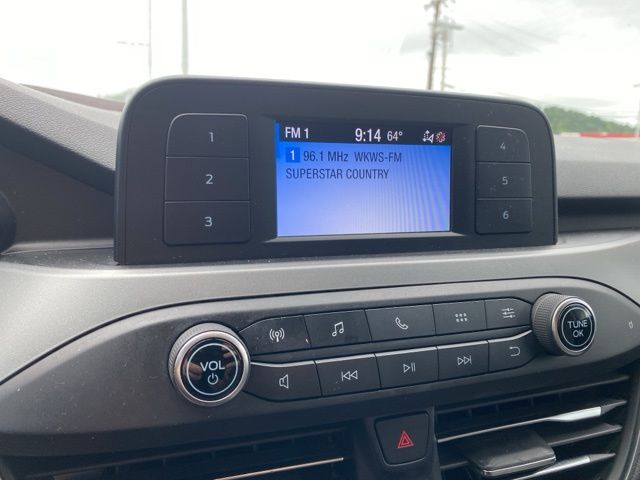 FM 1 9:14 64°
1 96.1 MHz WKWS-FM
SUPERSTAR COUNTRY
1
2
3
4
5
6
VOL
TUNE
OK